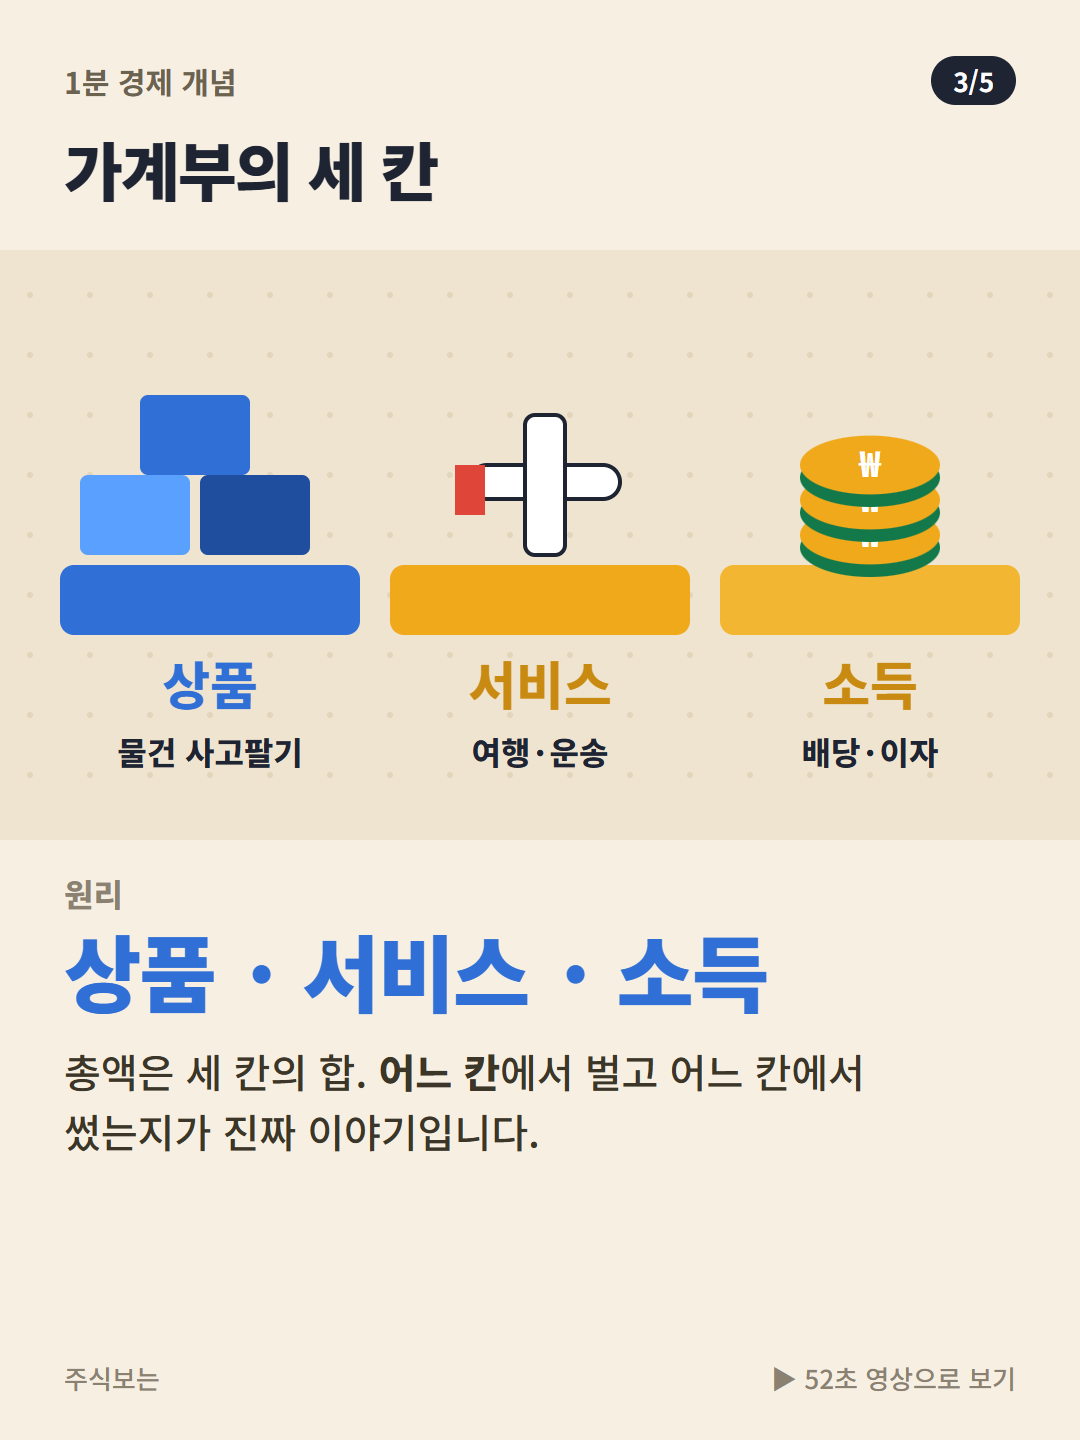 1분 경제 개념
3/5
가계부의 세 칸
₩
상품
서비스
소득
물건 사고팔기
여행·운송
배당·이자
원리
상품 · 서비스 · 소득
총액은 세 칸의 합. 어느 칸에서 벌고 어느 칸에서
썼는지가 진짜 이야기입니다.
주식보는
▶ 52초 영상으로 보기